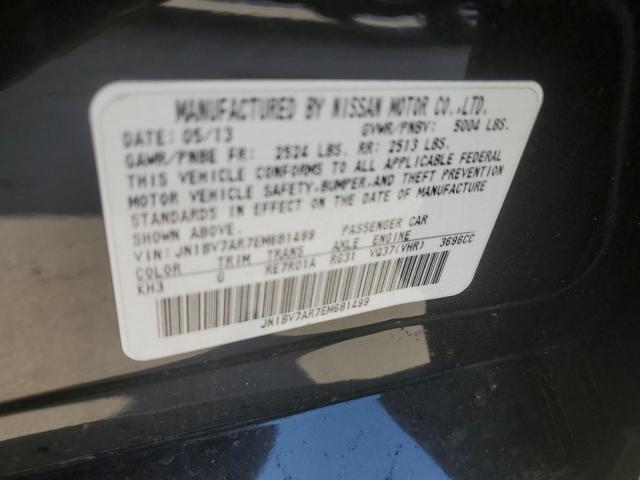 MANUFACTURED BY NISSAN MOTOR CO.,LTD.
DATE: 05/13 GVWR/PNBV: 5004 LBS.
GAWR/PNBE FR: 2524 LBS. RR: 2513 LBS.
THIS VEHICLE CONFORMS TO ALL APPLICABLE FEDERAL
MOTOR VEHICLE SAFETY, BUMPER, AND THEFT PREVENTION
STANDARDS IN EFFECT ON THE DATE OF MANUFACTURE
SHOWN ABOVE.
VIN: JN1BV7AR7EM681499 PASSENGER CAR
COLOR TRIM TRANS AXLE ENGINE
KH3 G RE7R01A RG31 VQ37(VHR) 3696CC
JN1BV7AR7EM681499